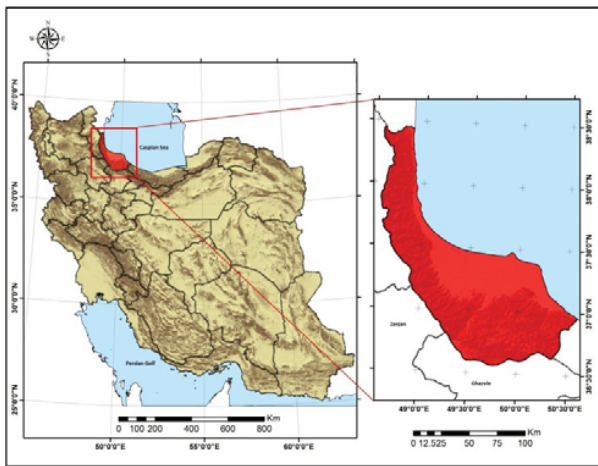 N
W E
S
40°0'0"N
35°0'0"N
30°0'0"N
25°0'0"N
Caspian Sea
Persian Gulf
Km
0 100 200 400 600 800
50°0'0"E 55°0'0"E 60°0'0"E
38°30'0"N
38°0'0"N
37°30'0"N
37°0'0"N
36°30'0"N
Zanjan
Ghazvin
49°0'0"E 49°30'0"E 50°0'0"E 50°30'0"E
Km
0 12.525 50 75 100